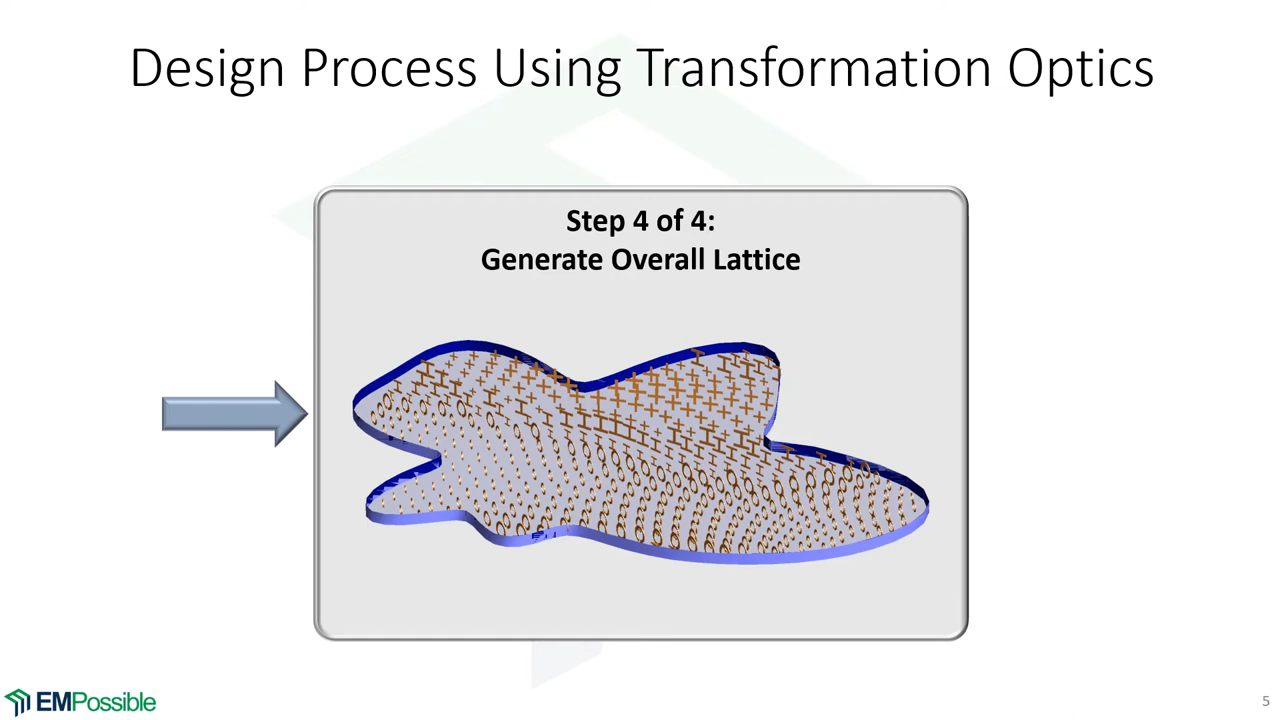 Design Process Using Transformation Optics
Step 4 of 4:
Generate Overall Lattice
EMPossible
5